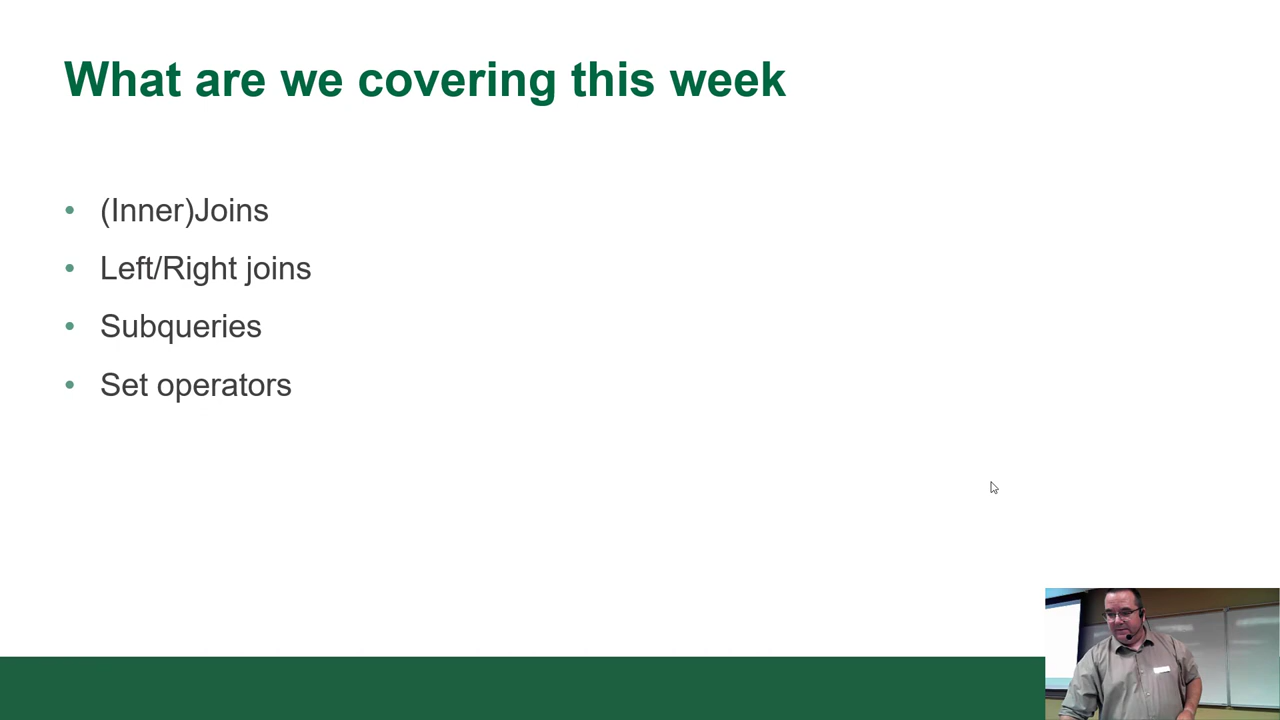 What are we covering this week
• (Inner)Joins
• Left/Right joins
• Subqueries
• Set operators